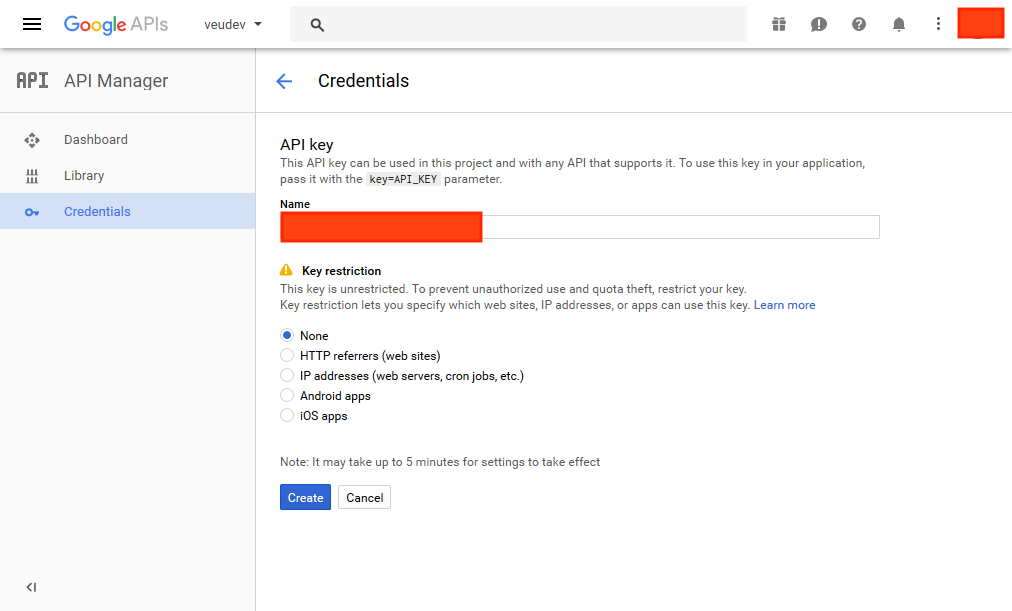 Google APIs
veudev
API
API Manager
Credentials
Dashboard
Library
Credentials
API key
This API key can be used in this project and with any API that supports it. To use this key in your application,
pass it with the key=API_KEY parameter.
Name
Key restriction
This key is unrestricted. To prevent unauthorized use and quota theft, restrict your key.
Key restriction lets you specify which web sites, IP addresses, or apps can use this key. Learn more
None
HTTP referrers (web sites)
IP addresses (web servers, cron jobs, etc.)
Android apps
iOS apps
Note: It may take up to 5 minutes for settings to take effect
Create
Cancel